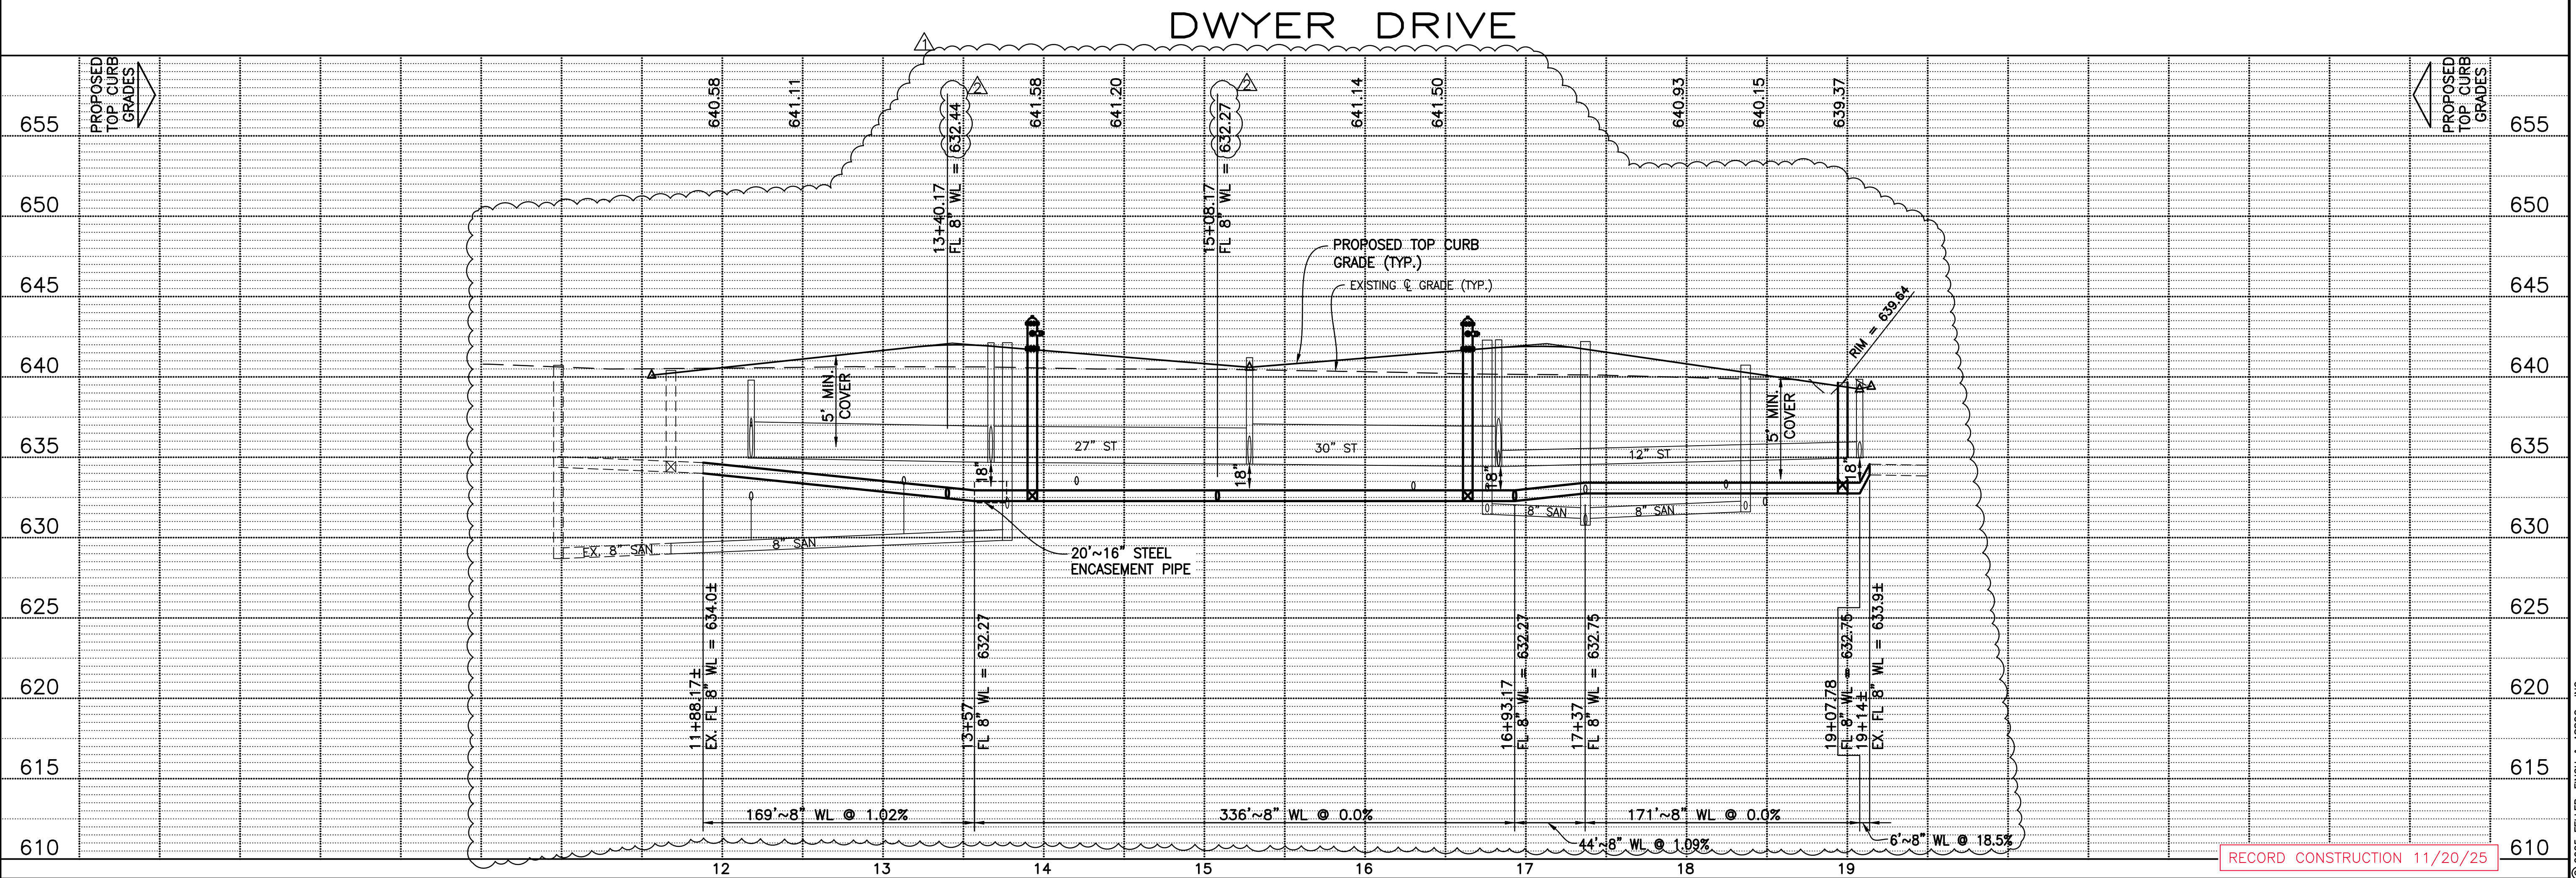 DWYER DRIVE
1
PROPOSED
TOP CURB
GRADES
640.58
641.11
2
641.58
641.20
2
641.14
641.50
640.93
640.15
639.37
PROPOSED
TOP CURB
GRADES
655
655
13+40.17
FL 8" WL = 632.44
15+08.17
FL 8" WL = 632.27
650
650
PROPOSED TOP CURB
GRADE (TYP.)
EXISTING ℄ GRADE (TYP.)
645
645
RIM = 639.64
640
640
5' MIN.
COVER
5' MIN.
COVER
635
635
27" ST
30" ST
12" ST
18"
18"
18"
18"
8" SAN
8" SAN
630
630
EX. 8" SAN
8" SAN
20'~16" STEEL
ENCASEMENT PIPE
625
625
11+88.17±
EX. FL 8" WL = 634.0±
13+57
FL 8" WL = 632.27
16+93.17
FL 8" WL = 632.27
17+37
FL 8" WL = 632.75
19+07.78
FL 8" WL = 632.75
19+14±
EX. FL 8" WL = 633.9±
620
620
615
615
169'~8" WL @ 1.02%
336'~8" WL @ 0.0%
171'~8" WL @ 0.0%
44'~8" WL @ 1.09%
6'~8" WL @ 18.5%
610
610
RECORD CONSTRUCTION 11/20/25
12
13
14
15
16
17
18
19